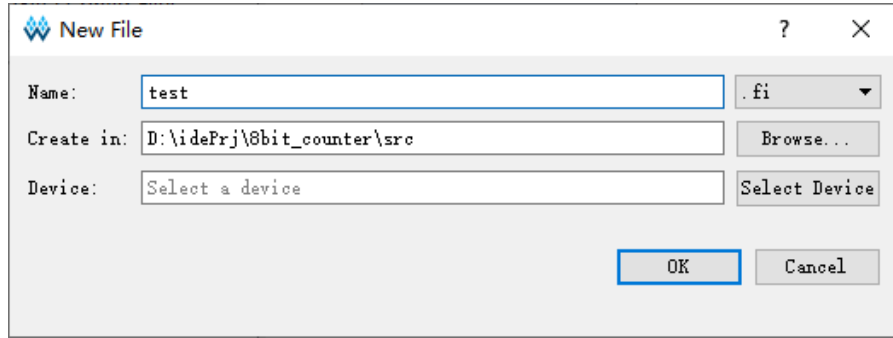 New File
Name: test .fi
Create in: D:\idePrj\8bit_counter\src Browse...
Device: Select a device Select Device
OK Cancel